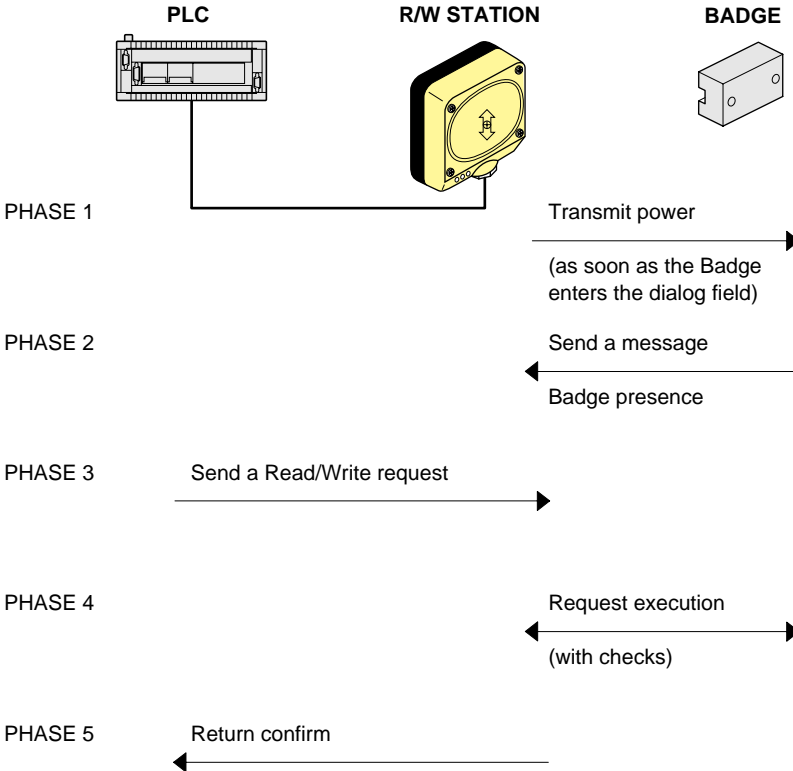 PLC
R/W STATION
BADGE
PHASE 1
Transmit power
(as soon as the Badge
enters the dialog field)
PHASE 2
Send a message
Badge presence
PHASE 3
Send a Read/Write request
PHASE 4
Request execution
(with checks)
PHASE 5
Return confirm